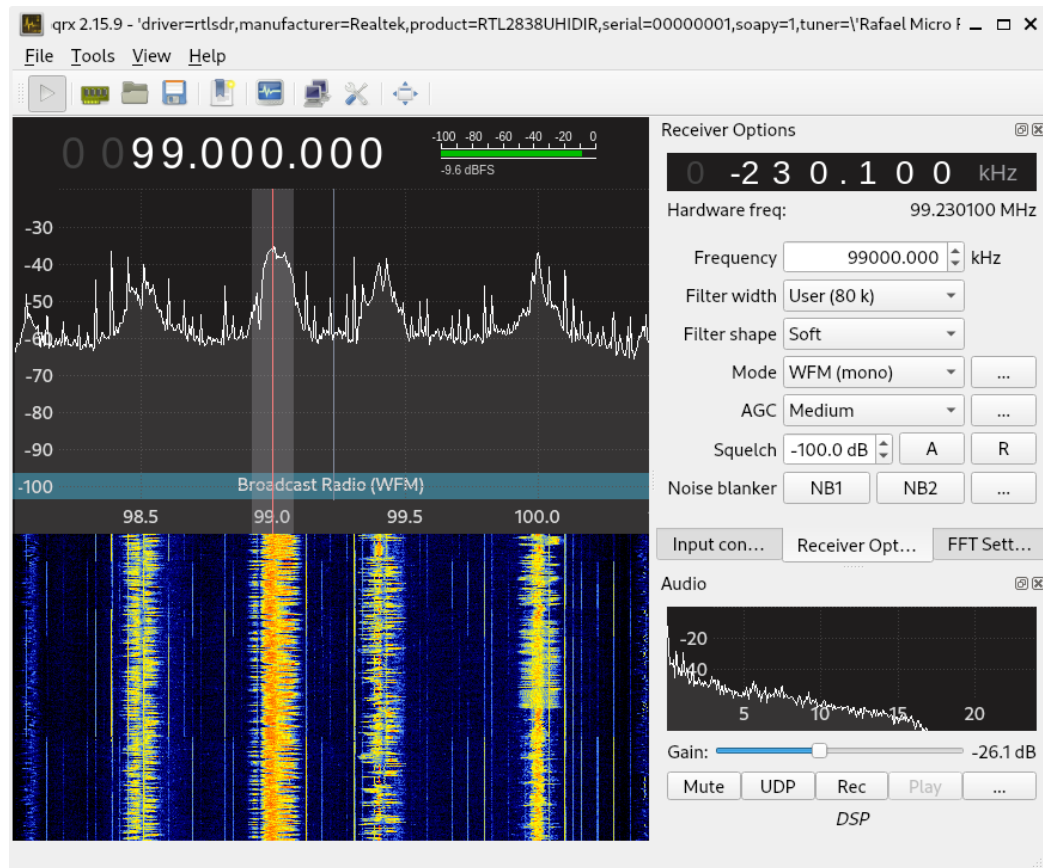 qrx 2.15.9 - 'driver=rtlsdr,manufacturer=Realtek,product=RTL2838UHIDIR,serial=00000001,soapy=1,tuner=\'Rafael Micro
File Tools View Help
0 099.000.000
-100 -80 -60 -40 -20 0
-9.6 dBFS
-30
-40
-50
-60
-70
-80
-90
-100
Broadcast Radio (WFM)
98.5 99.0 99.5 100.0
Receiver Options
0 -230.100 kHz
Hardware freq: 99.230100 MHz
Frequency 99000.000 kHz
Filter width User (80 k)
Filter shape Soft
Mode WFM (mono) ...
AGC Medium ...
Squelch -100.0 dB A R
Noise blanker NB1 NB2 ...
Input con... Receiver Opt... FFT Sett...
Audio
-20
-40
5 10 15 20
Gain: -26.1 dB
Mute UDP Rec Play ...
DSP